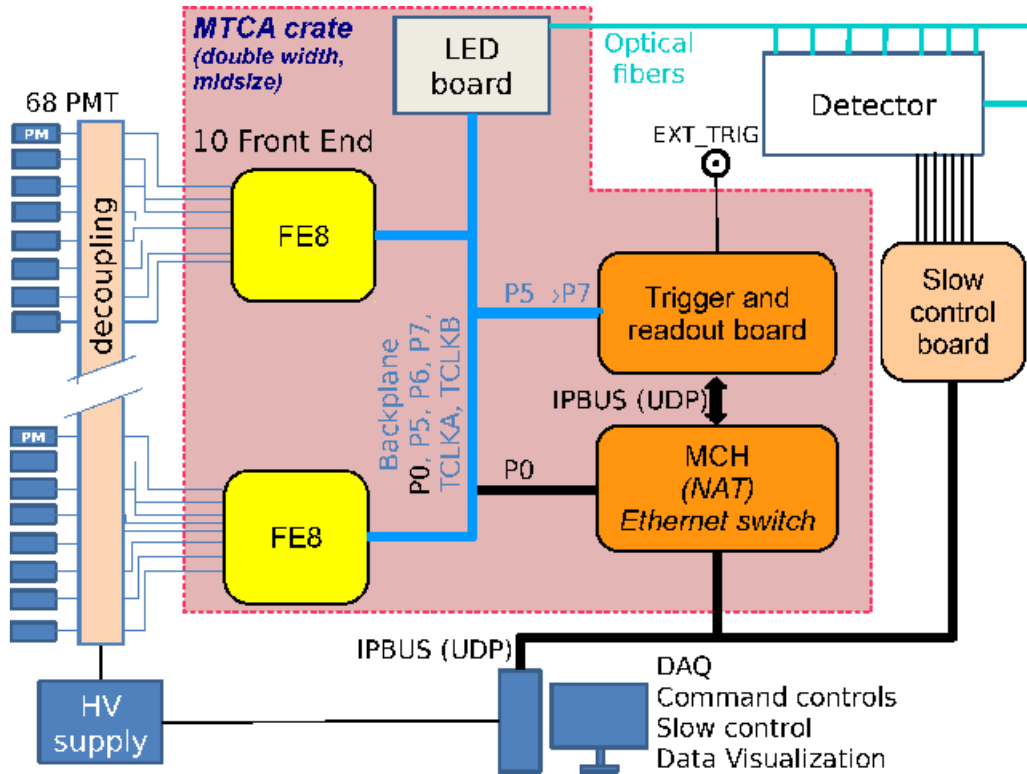 MTCA crate
(double width,
midsize)
LED
board
Optical
fibers
Detector
68 PMT
PM
decoupling
10 Front End
FE8
EXT_TRIG
P5 →P7
Trigger and
readout board
Slow
control
board
Backplane
P0, P5, P6, P7,
TCLKA, TCLKB
IPBUS (UDP)
PM
FE8
P0
MCH
(NAT)
Ethernet switch
IPBUS (UDP)
HV
supply
DAQ
Command controls
Slow control
Data Visualization